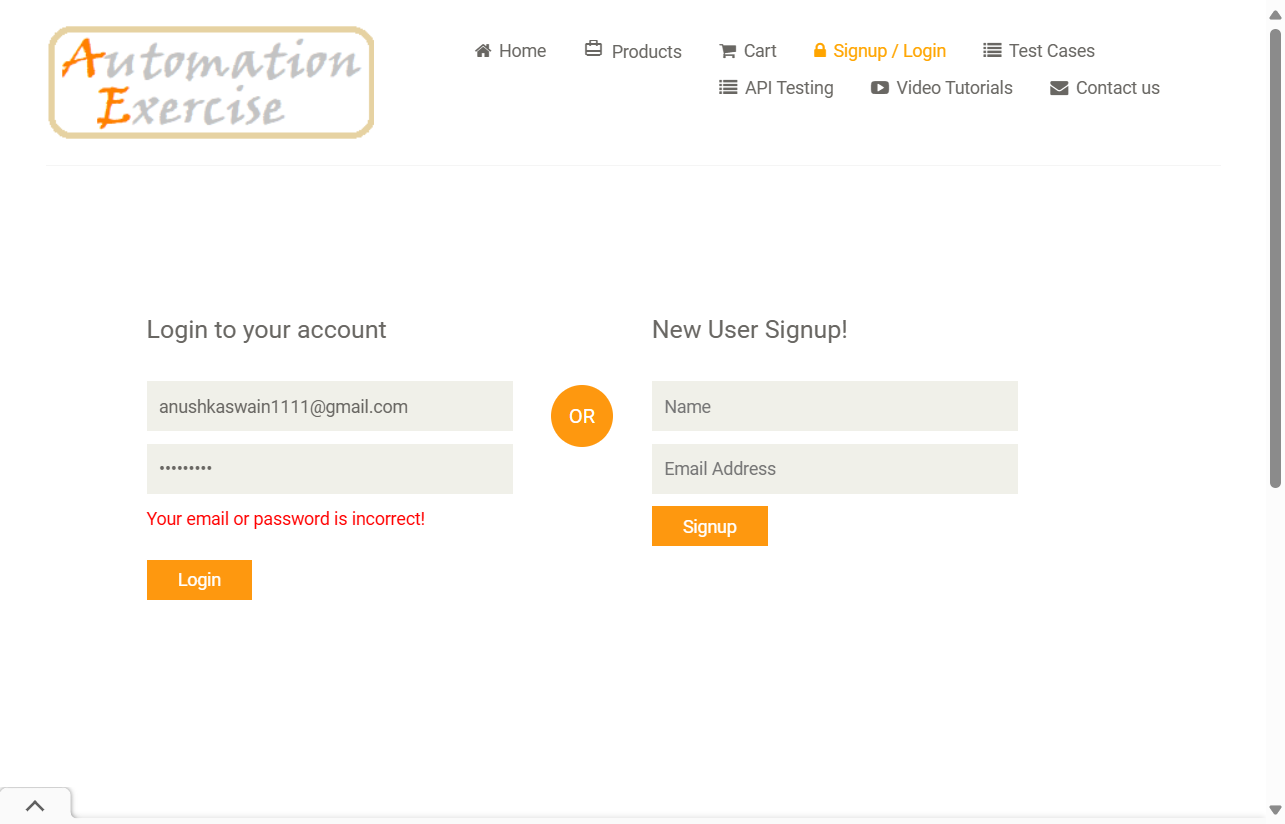 Automation
Exercise
Home
Products
Cart
Signup / Login
Test Cases
API Testing
Video Tutorials
Contact us
Login to your account
anushkaswain1111@gmail.com
•••••••••
Your email or password is incorrect!
Login
OR
New User Signup!
Name
Email Address
Signup